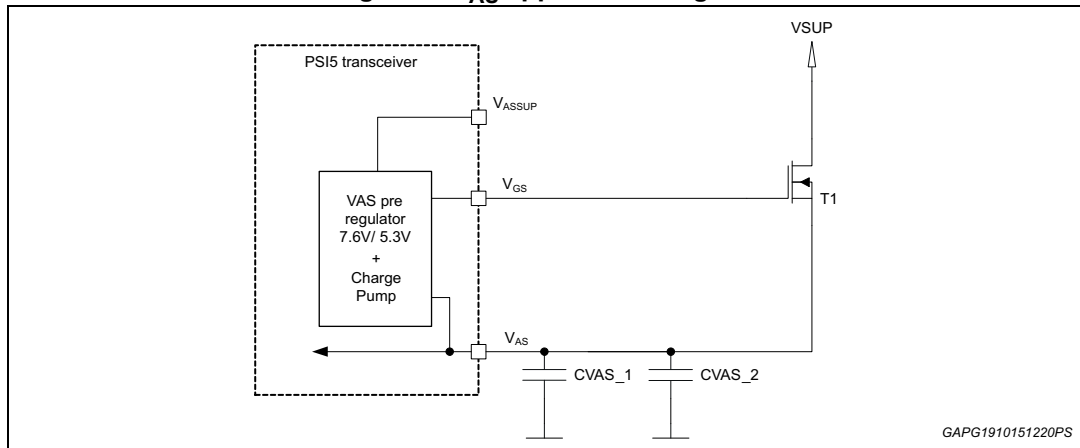 VSUP
PSI5 transceiver
VASSUP
VGS
VAS pre
regulator
7.6V/ 5.3V
+
Charge
Pump
T1
VAS
CVAS_1
CVAS_2
GAPG1910151220PS